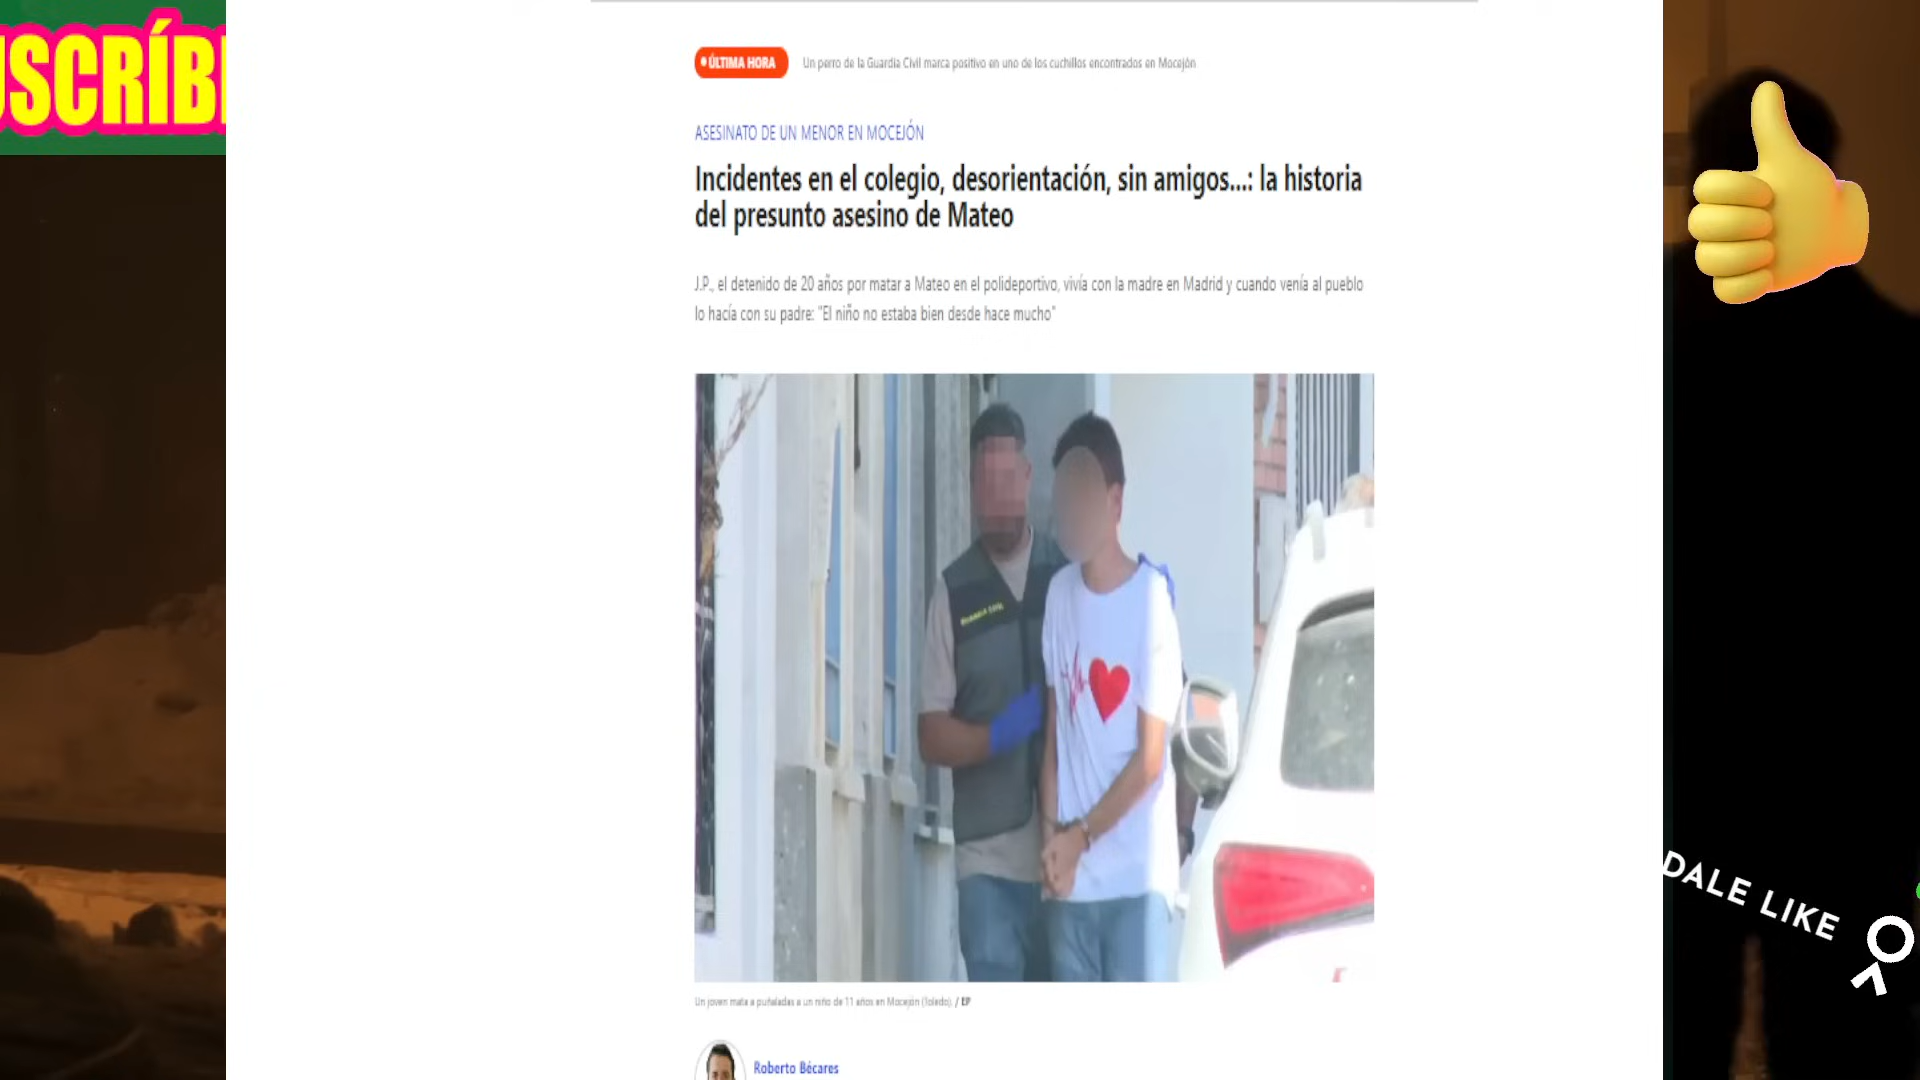 USCRÍB
ÚLTIMA HORA Un perro de la Guardia Civil marca positivo en uno de los cuchillos encontrados en Mocejón
ASESINATO DE UN MENOR EN MOCEJÓN
Incidentes en el colegio, desorientación, sin amigos...: la historia
del presunto asesino de Mateo
J.P., el detenido de 20 años por matar a Mateo en el polideportivo, vivía con la madre en Madrid y cuando venía al pueblo
lo hacía con su padre: "El niño no estaba bien desde hace mucho"
GUARDIA CIVIL
DALE LIKE
Un joven mata a puñaladas a un niño de 11 años en Mocejón (Toledo). / EP
Roberto Bécares